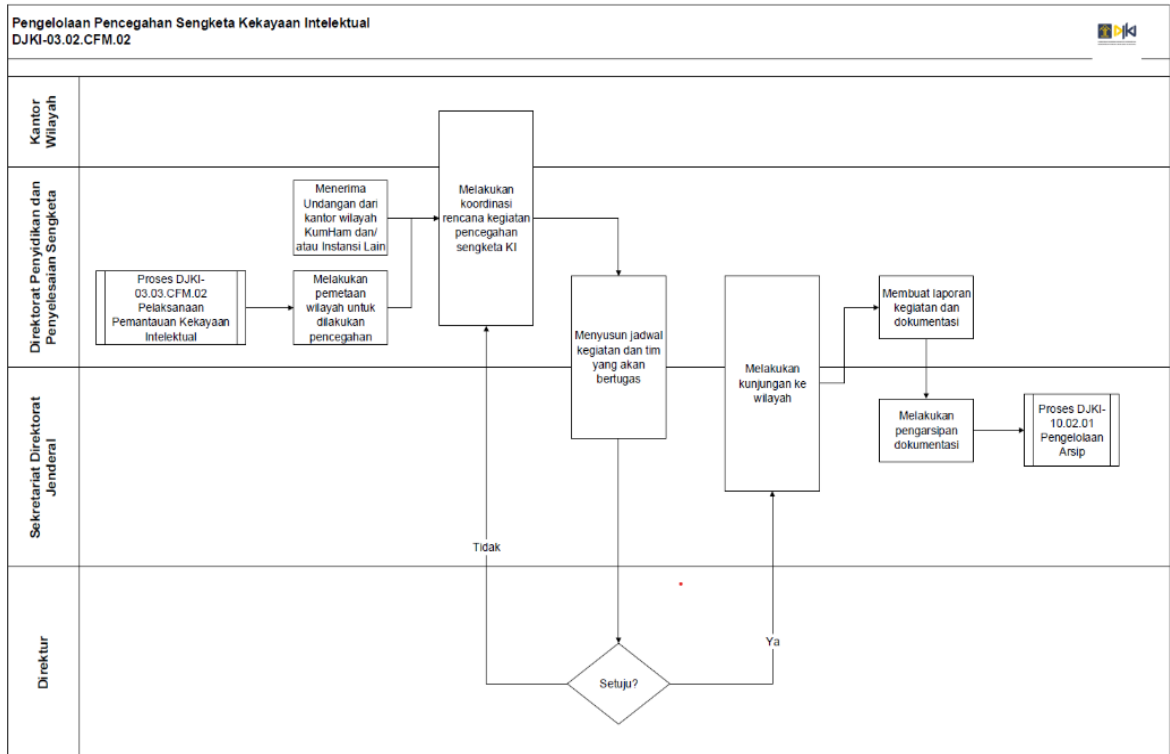 Pengelolaan Pencegahan Sengketa Kekayaan Intelektual
DJKI-03.02.CFM.02
Kantor
Wilayah
Melakukan
koordinasi
rencana kegiatan
pencegahan
sengketa KI
Direktorat Penyidikan dan
Penyelesaian Sengketa
Menerima
Undangan dari
kantor wilayah
KumHam dan/
atau Instansi Lain
Proses DJKI-
03.03.CFM.02
Pelaksanaan
Pemantauan Kekayaan
Intelektual
Melakukan
pemetaan
wilayah untuk
dilakukan
pencegahan
Menyusun jadwal
kegiatan dan tim
yang akan
bertugas
Membuat laporan
kegiatan dan
dokumentasi
Sekretariat Direktorat
Jenderal
Melakukan
kunjungan ke
wilayah
Melakukan
pengarsipan
dokumentasi
Proses DJKI-
10.02.01
Pengelolaan
Arsip
Tidak
Direktur
Setuju?
Ya